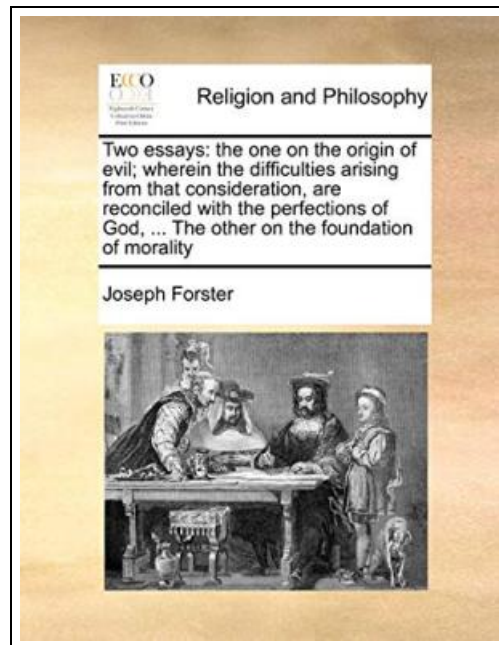 ECCO
Religion and Philosophy
Two essays: the one on the origin of
evil; wherein the difficulties arising
from that consideration, are
reconciled with the perfections of
God, ... The other on the foundation
of morality
Joseph Forster